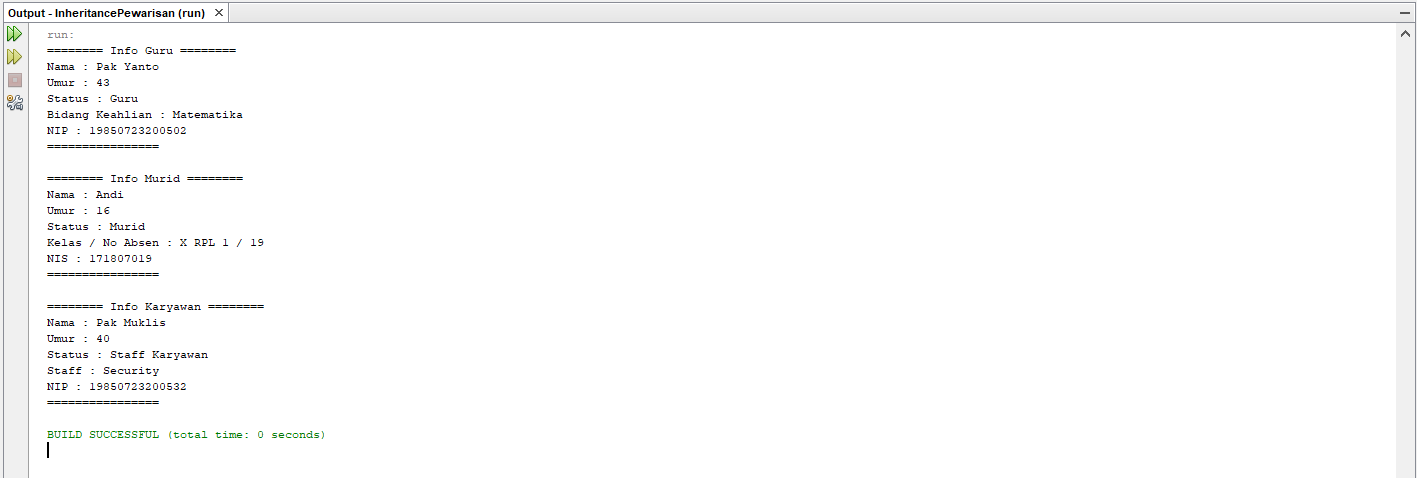 Output - InheritancePewarisan (run)
run:
======== Info Guru ========
Nama : Pak Yanto
Umur : 43
Status : Guru
Bidang Keahlian : Matematika
NIP : 19850723200502
================
======== Info Murid ========
Nama : Andi
Umur : 16
Status : Murid
Kelas / No Absen : X RPL 1 / 19
NIS : 171807019
================
======== Info Karyawan ========
Nama : Pak Muklis
Umur : 40
Status : Staff Karyawan
Staff : Security
NIP : 19850723200532
================
BUILD SUCCESSFUL (total time: 0 seconds)